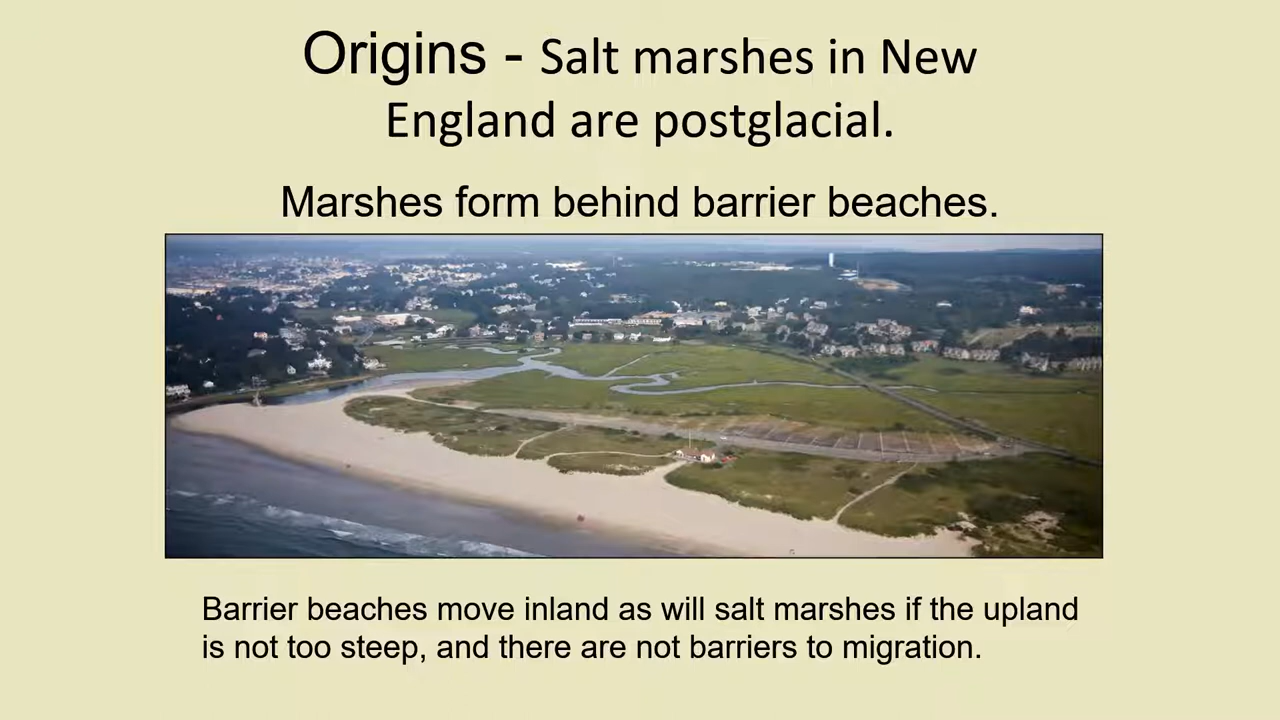 Origins - Salt marshes in New
England are postglacial.
Marshes form behind barrier beaches.
Barrier beaches move inland as will salt marshes if the upland
is not too steep, and there are not barriers to migration.